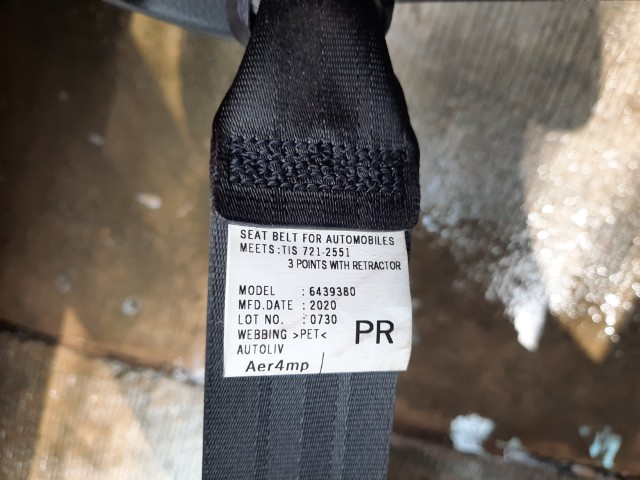 SEAT BELT FOR AUTOMOBILES
MEETS:TIS 721-2551
3 POINTS WITH RETRACTOR
MODEL : 6439380
MFD.DATE : 2020
LOT NO. : 0730
WEBBING >PET<
AUTOLIV
PR
Aer4mp